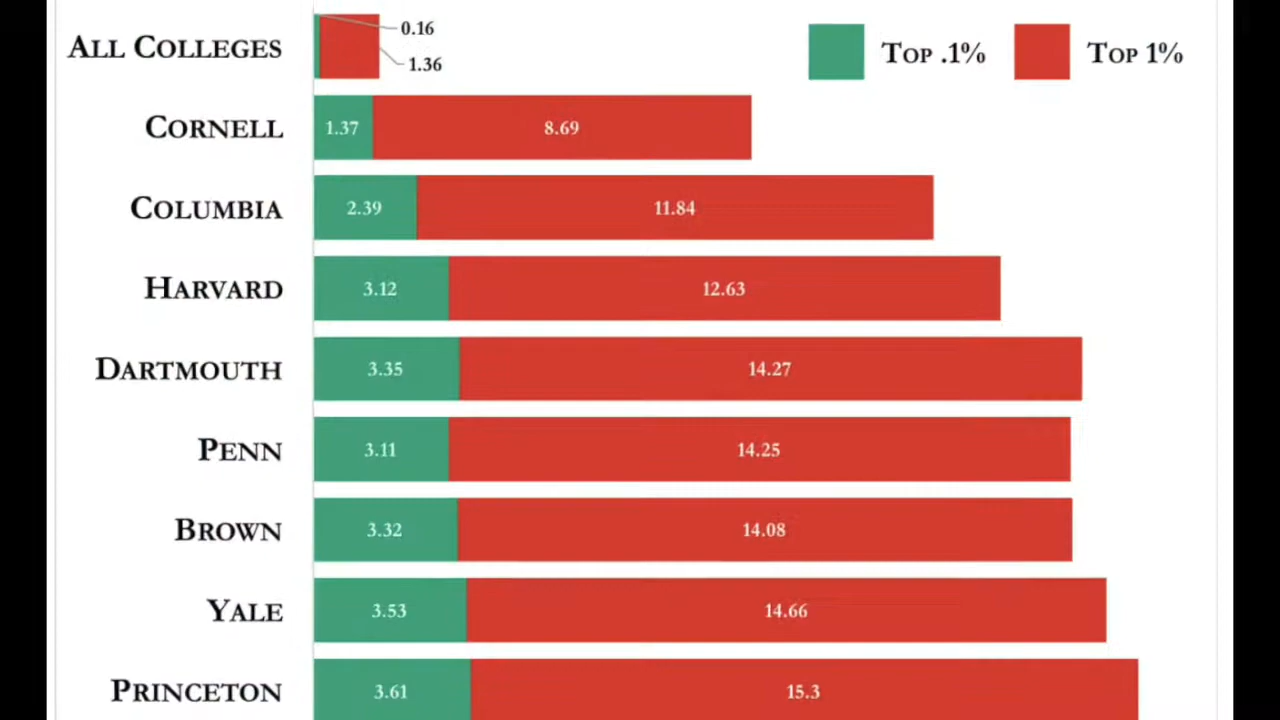 ALL COLLEGES 0.16 TOP .1% TOP 1%
1.36
CORNELL 1.37 8.69
COLUMBIA 2.39 11.84
HARVARD 3.12 12.63
DARTMOUTH 3.35 14.27
PENN 3.11 14.25
BROWN 3.32 14.08
YALE 3.53 14.66
PRINCETON 3.61 15.3